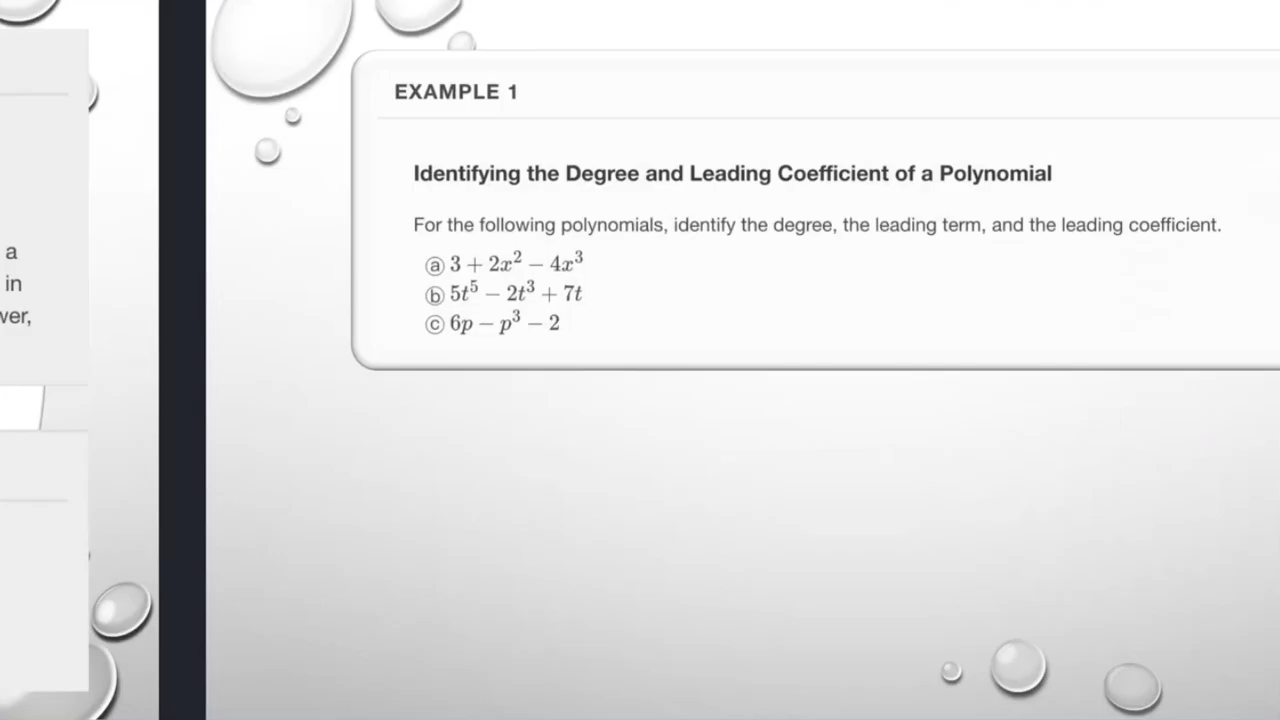 a
in
EXAMPLE 1
Identifying the Degree and Leading Coefficient of a Polynomial
For the following polynomials, identify the degree, the leading term, and the leading coefficient.
ⓐ 3 + 2x² − 4x³
ⓑ 5t⁵ − 2t³ + 7t
ⓒ 6p − p³ − 2